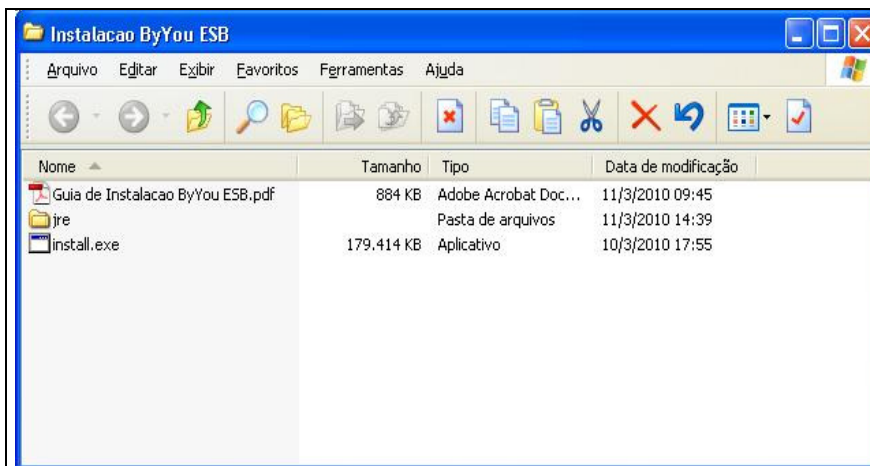 Instalacao ByYou ESB
Arquivo Editar Exibir Favoritos Ferramentas Ajuda
Nome Tamanho Tipo Data de modificação
Guia de Instalacao ByYou ESB.pdf 884 KB Adobe Acrobat Doc... 11/3/2010 09:45
jre Pasta de arquivos 11/3/2010 14:39
install.exe 179.414 KB Aplicativo 10/3/2010 17:55